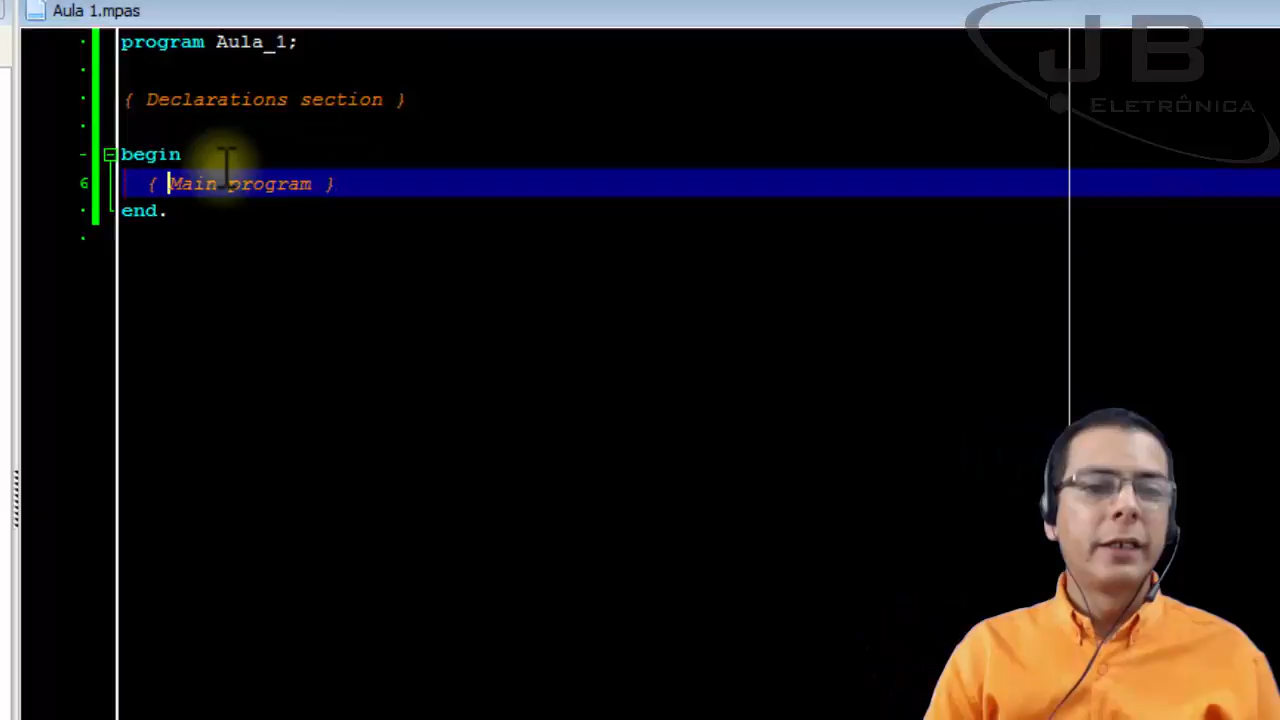 Aula 1.mpas
JB
ELETRÔNICA
program Aula_1;
{ Declarations section }
begin
6
{ Main program }
end.